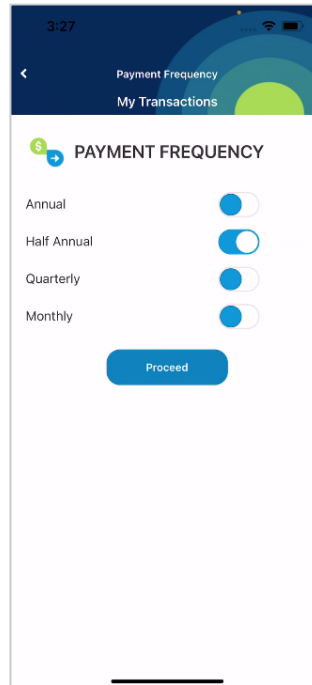 3:27
Payment Frequency
My Transactions
$
PAYMENT FREQUENCY
Annual
Half Annual
Quarterly
Monthly
Proceed